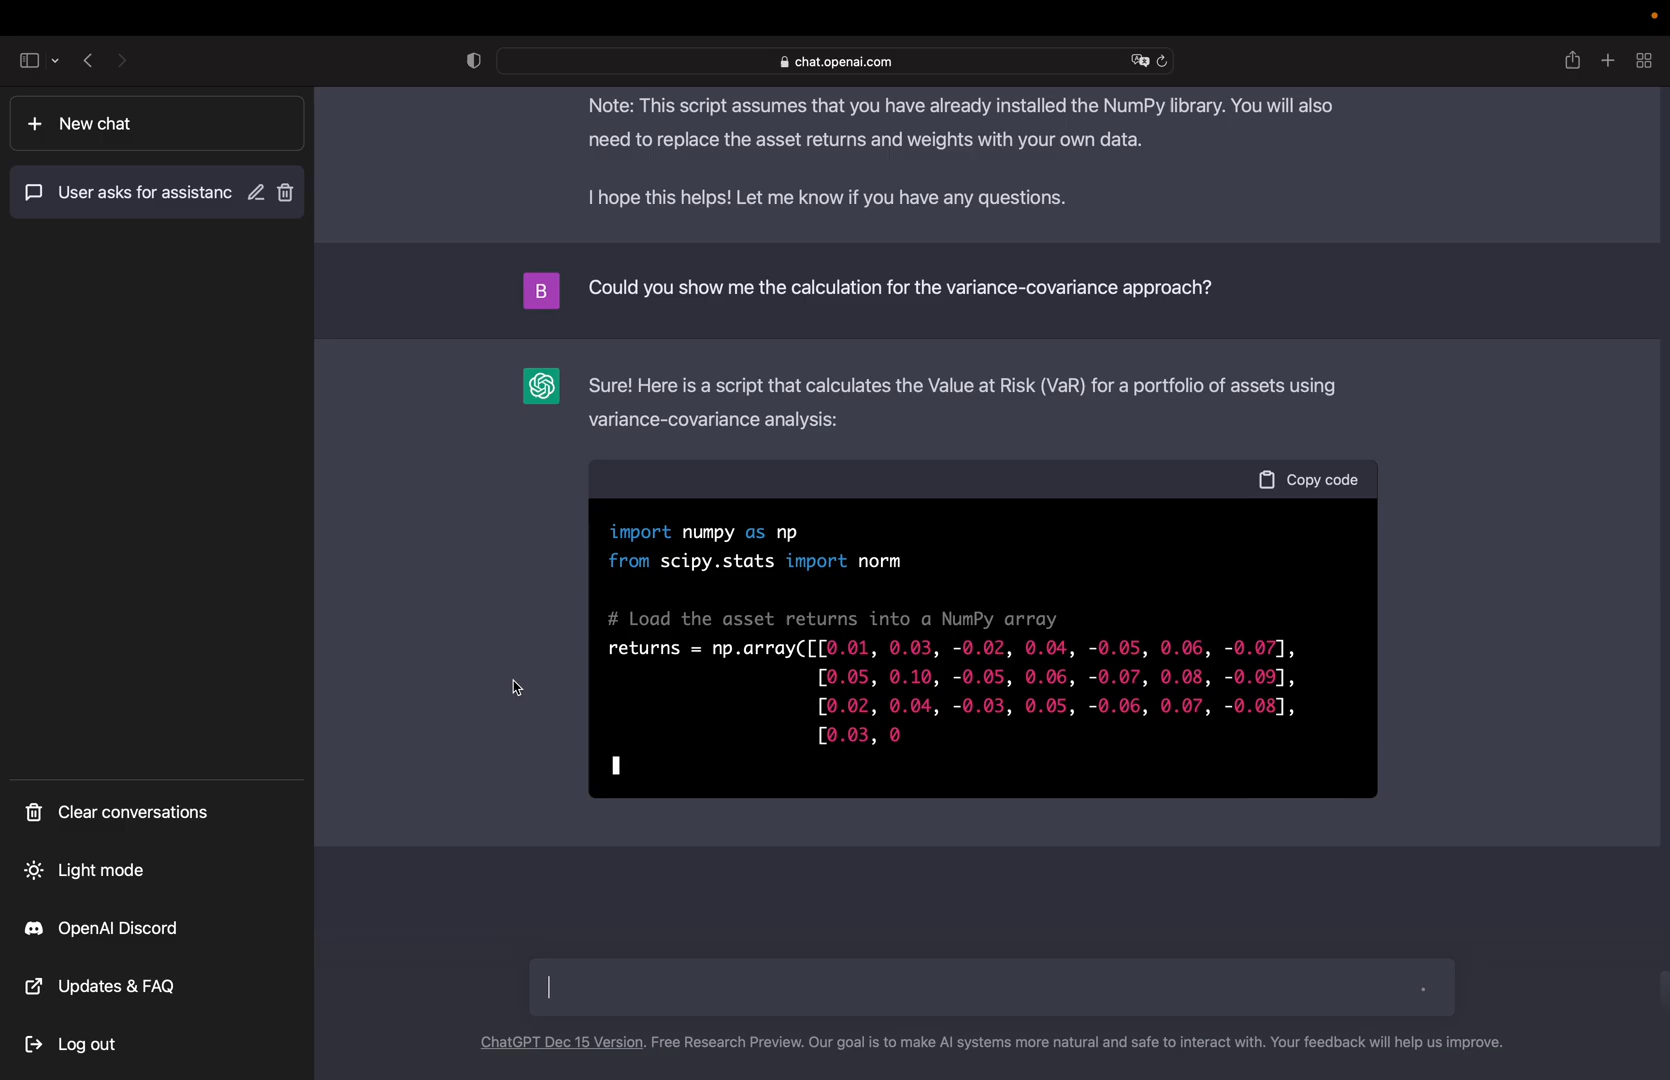 chat.openai.com
New chat
User asks for assistanc
Note: This script assumes that you have already installed the NumPy library. You will also
need to replace the asset returns and weights with your own data.
I hope this helps! Let me know if you have any questions.
B
Could you show me the calculation for the variance-covariance approach?
Sure! Here is a script that calculates the Value at Risk (VaR) for a portfolio of assets using
variance-covariance analysis:
Copy code
import numpy as np
from scipy.stats import norm
# Load the asset returns into a NumPy array
returns = np.array([[0.01, 0.03, -0.02, 0.04, -0.05, 0.06, -0.07],
[0.05, 0.10, -0.05, 0.06, -0.07, 0.08, -0.09],
[0.02, 0.04, -0.03, 0.05, -0.06, 0.07, -0.08],
[0.03, 0
Clear conversations
Light mode
OpenAI Discord
Updates & FAQ
Log out
ChatGPT Dec 15 Version. Free Research Preview. Our goal is to make AI systems more natural and safe to interact with. Your feedback will help us improve.